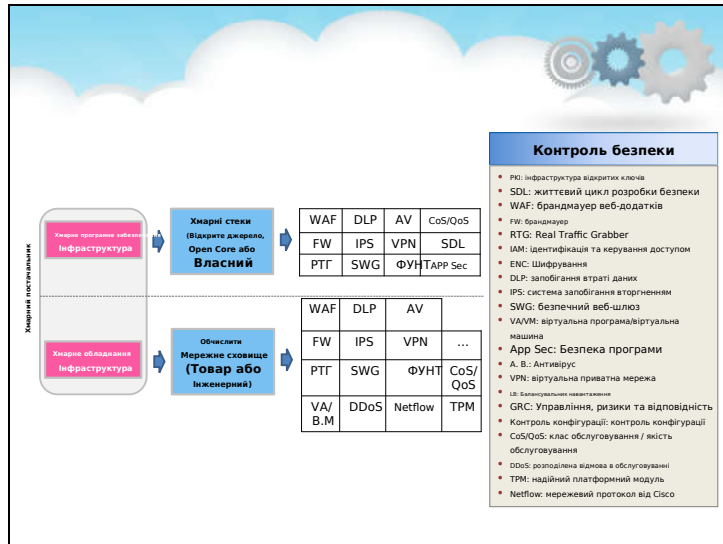 Хмарний постачальник
Хмарне програмне забезпечення
Інфраструктура
Хмарні стеки
(Відкрите джерело,
Open Core або
Власний
WAF DLP AV CoS/QoS
FW IPS VPN SDL
РТГ SWG ФУНТ APP Sec
Хмарне обладнання
Інфраструктура
Обчислити
Мережне сховище
(Товар або
Інженерний)
WAF DLP AV
FW IPS VPN ...
РТГ SWG ФУНТ CoS/
QoS
VA/ DDoS Netflow TPM
В.М
Контроль безпеки
PKI: інфраструктура відкритих ключів
SDL: життєвий цикл розробки безпеки
WAF: брандмауер веб-додатків
FW: брандмауер
RTG: Real Traffic Grabber
IAM: ідентифікація та керування доступом
ENC: Шифрування
DLP: запобігання втраті даних
IPS: система запобігання вторгненням
SWG: безпечний веб-шлюз
VA/VM: віртуальна програма/віртуальна
машина
App Sec: Безпека програми
А. В.: Антивірус
VPN: віртуальна приватна мережа
LB: Балансувальник навантаження
GRC: Управління, ризики та відповідність
Контроль конфігурації: контроль конфігурації
CoS/QoS: клас обслуговування / якість
обслуговування
DDoS: розподілена відмова в обслуговуванні
TPM: надійний платформний модуль
Netflow: мережевий протокол від Cisco